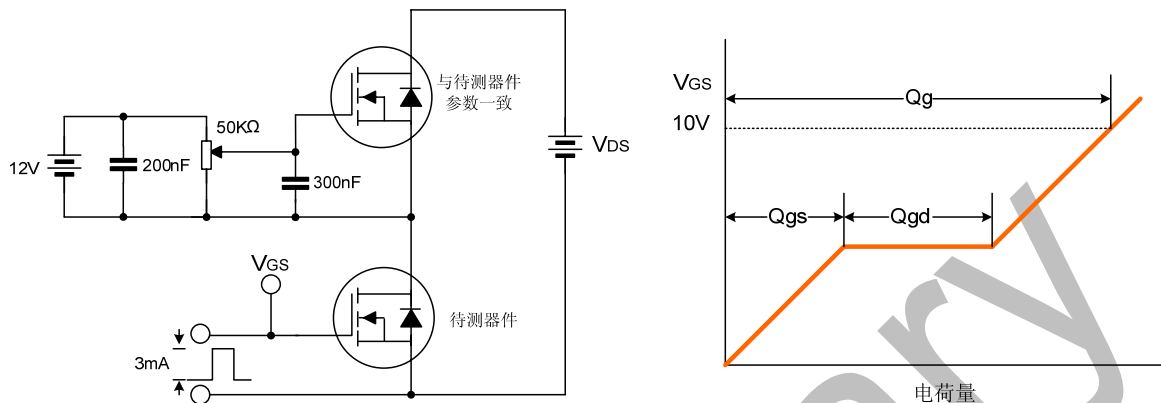 与待测器件
参数一致
50KΩ
12V
200nF
300nF
VDS
VGS
待测器件
3mA
VGS
10V
Qg
Qgs
Qgd
电荷量